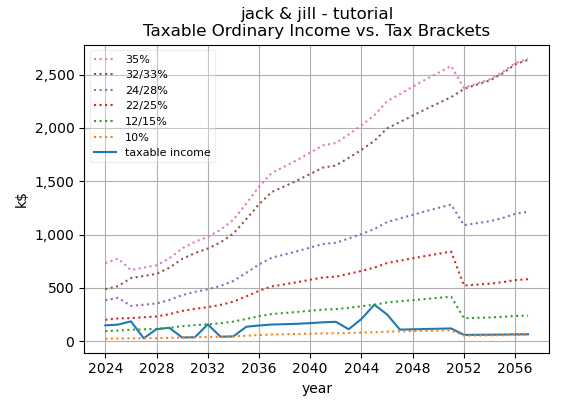 jack & jill - tutorial
Taxable Ordinary Income vs. Tax Brackets
35%
32/33%
24/28%
22/25%
12/15%
10%
taxable income
k$
2,500
2,000
1,500
1,000
500
0
2024 2028 2032 2036 2040 2044 2048 2052 2056
year